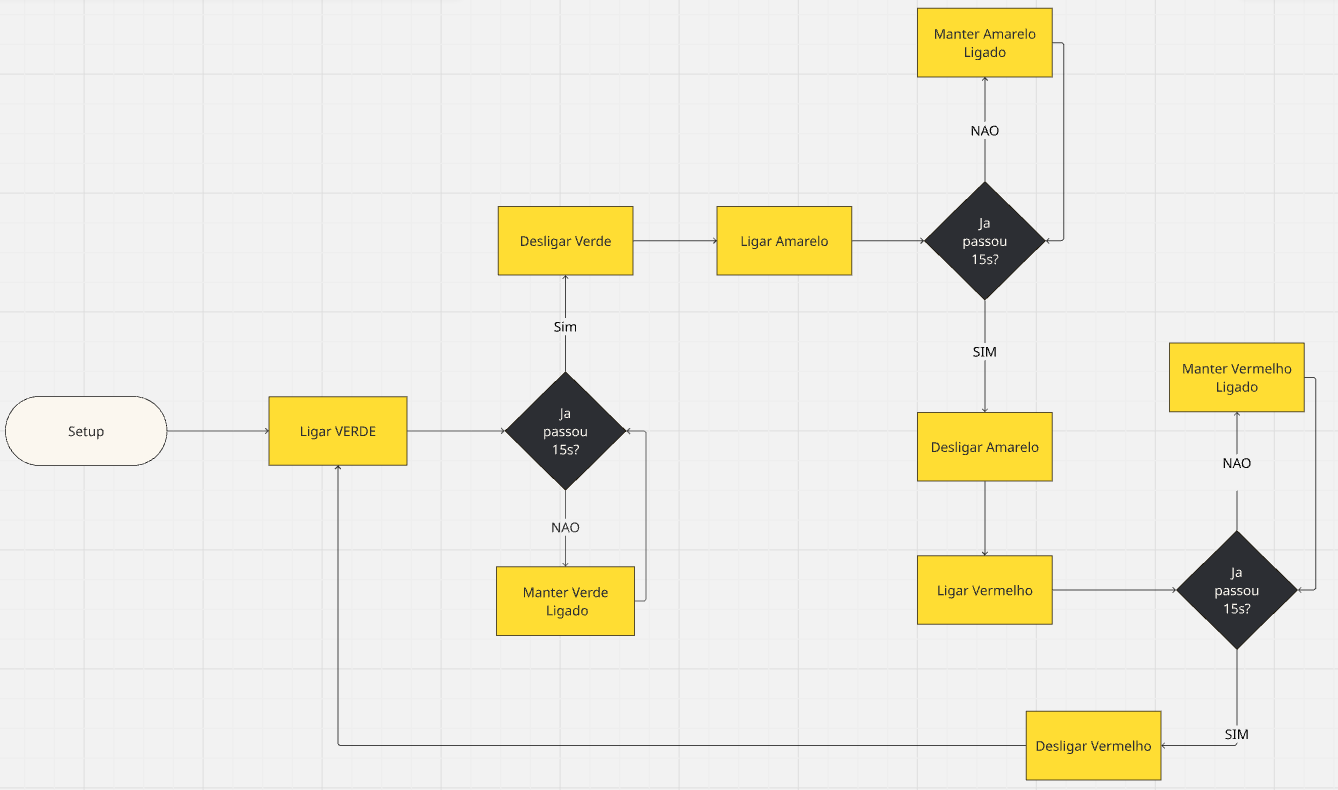 Setup
Ligar VERDE
Ja
passou
15s?
NAO
Manter Verde
Ligado
Sim
Desligar Verde
Ligar Amarelo
Ja
passou
15s?
NAO
Manter Amarelo
Ligado
SIM
Desligar Amarelo
Ligar Vermelho
Ja
passou
15s?
NAO
Manter Vermelho
Ligado
SIM
Desligar Vermelho